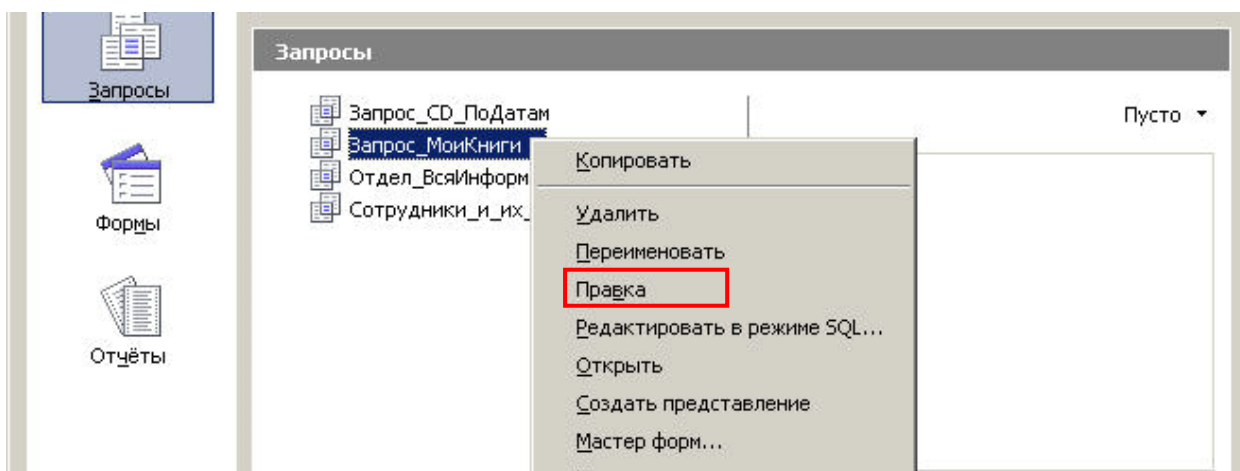 Запросы
Формы
Отчёты
Запросы
Запрос_CD_ПоДатам
Запрос_МоиКниги
Отдел_ВсяИнформ
Сотрудники_и_их_
Пусто
Копировать
Удалить
Переименовать
Правка
Редактировать в режиме SQL...
Открыть
Создать представление
Мастер форм...